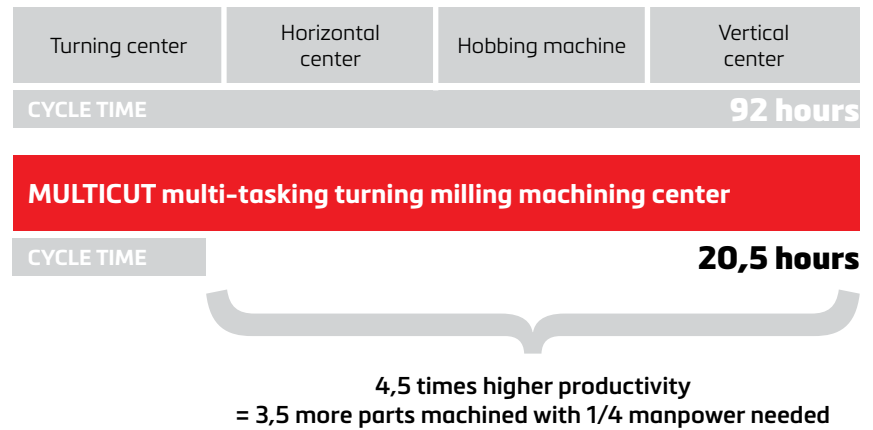 Turning center
Horizontal
center
Hobbing machine
Vertical
center
CYCLE TIME
92 hours
MULTICUT multi-tasking turning milling machining center
CYCLE TIME
20,5 hours
4,5 times higher productivity
= 3,5 more parts machined with 1/4 manpower needed